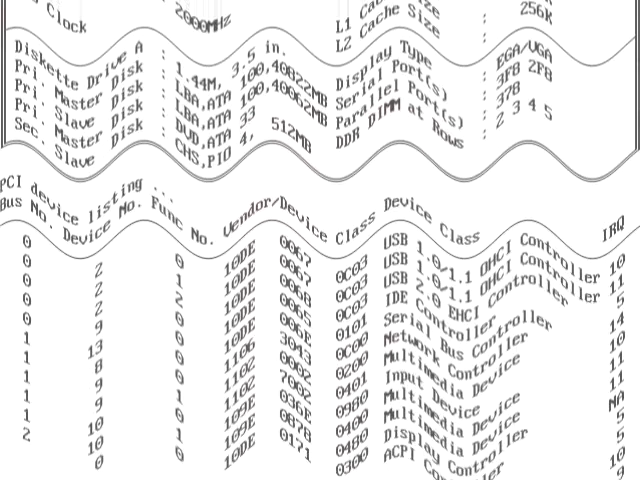 Clock 2000MHz L1 Cache Size :
L2 Cache Size : 256K
Diskette Drive A : 1.44M, 3.5 in. Display Type : EGA/VGA
Pri. Master Disk : LBA,ATA 100,40822MB Serial Port(s) : 3F8 2F8
Pri. Slave Disk : LBA,ATA 100,40062MB Parallel Port(s) : 378
Pri. Master Disk : DVD,ATA 33 DDR DIMM at Rows : 2 3 4 5
Sec. Slave Disk : CHS,PIO 4, 512MB
PCI device listing ...
Bus No. Device No. Func No. Vendor/Device Class Device Class IRQ
0 2 0 10DE 0067 0C03 USB 1.0/1.1 OHCI Controller 10
0 2 1 10DE 0067 0C03 USB 1.0/1.1 OHCI Controller 11
0 2 2 10DE 0068 0C03 USB 2.0 EHCI Controller 5
0 9 0 10DE 0065 0101 IDE Controller 14
0 13 0 10DE 006E 0C00 Serial Bus Controller 10
1 8 0 1106 3043 0200 Network Controller 11
1 9 0 1102 0002 0401 Multimedia Device 11
1 9 1 1102 7002 0980 Input Device NA
1 10 0 109E 036E 0400 Multimedia Device 5
1 10 1 109E 0878 0480 Multimedia Device 5
2 0 0 10DE 0171 0300 Display Controller 10
ACPI Controller 9